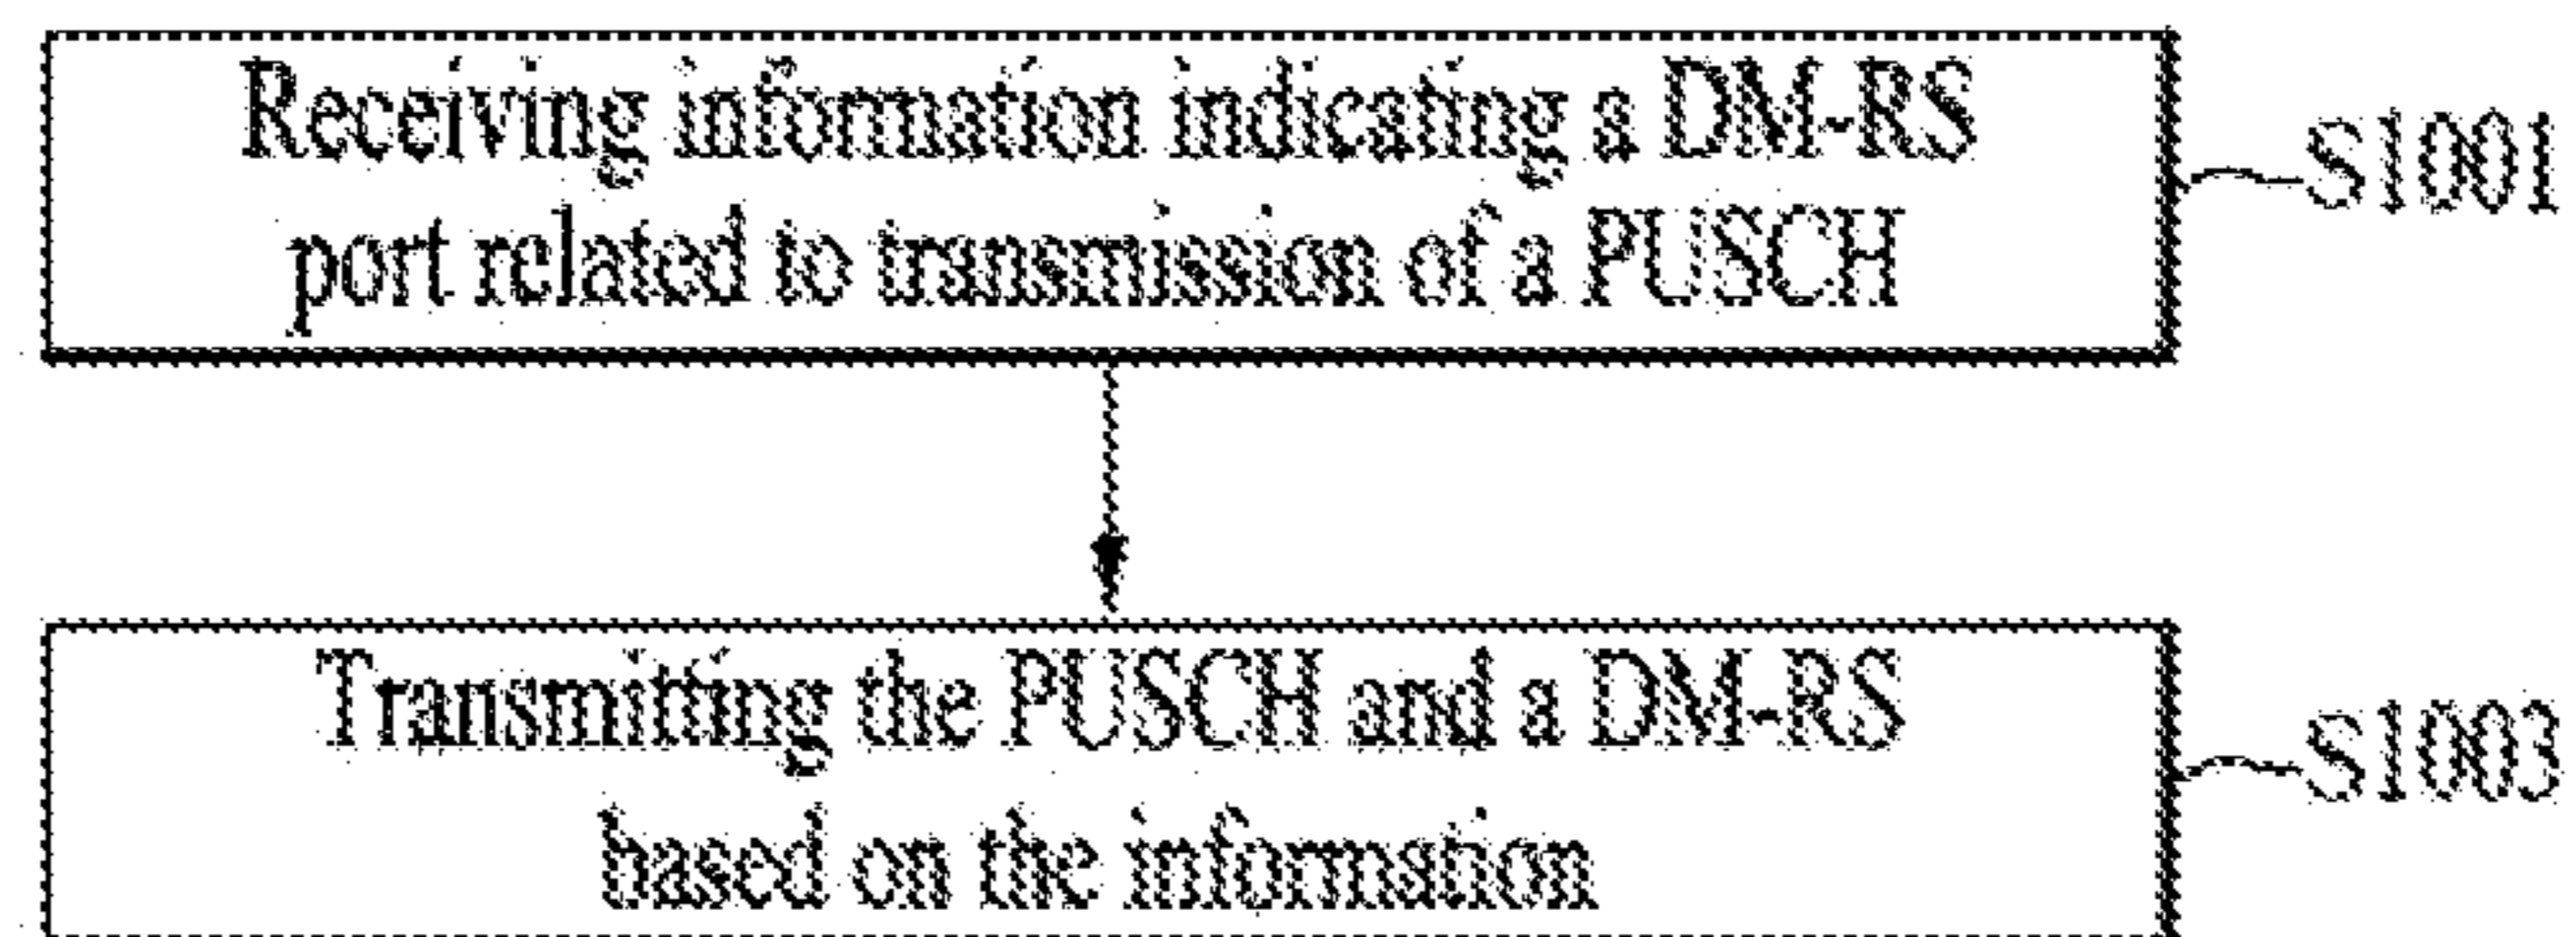 Receiving information indicating a DM-RS
port related to transmission of a PUSCH
S1001
Transmitting the PUSCH and a DM-RS
based on the information
S1003